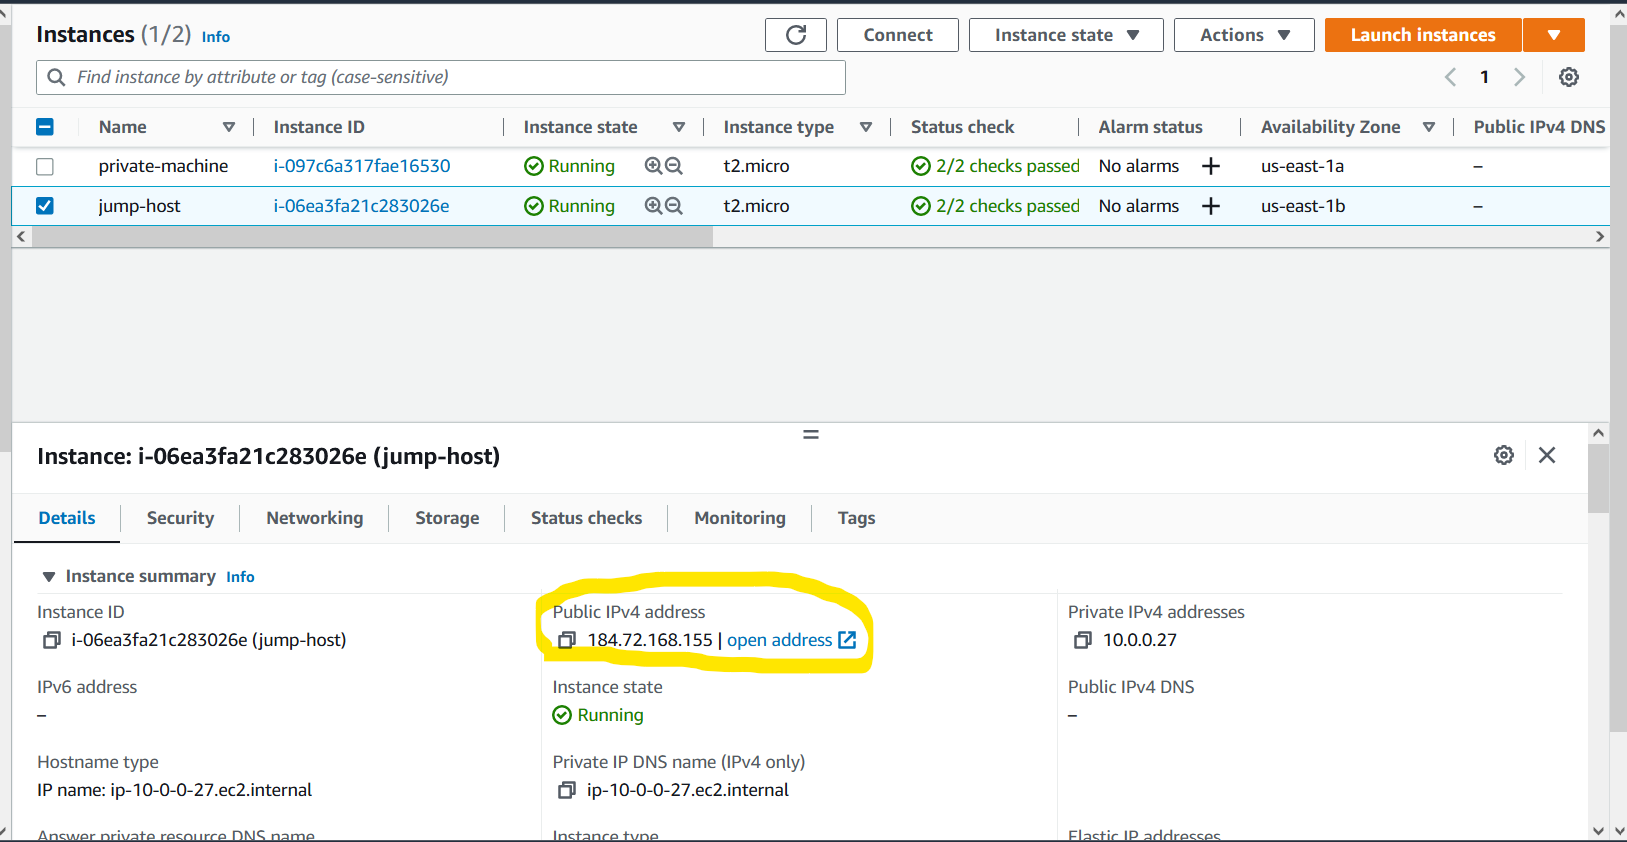 Instances (1/2) Info
Connect
Instance state
Actions
Launch instances
Find instance by attribute or tag (case-sensitive)
1
Name Instance ID Instance state Instance type Status check Alarm status Availability Zone Public IPv4 DNS
private-machine i-097c6a317fae16530 Running t2.micro 2/2 checks passed No alarms + us-east-1a –
jump-host i-06ea3fa21c283026e Running t2.micro 2/2 checks passed No alarms + us-east-1b –
Instance: i-06ea3fa21c283026e (jump-host)
Details Security Networking Storage Status checks Monitoring Tags
Instance summary Info
Instance ID Public IPv4 address Private IPv4 addresses
i-06ea3fa21c283026e (jump-host) 184.72.168.155 | open address 10.0.0.27
IPv6 address Instance state Public IPv4 DNS
– Running –
Hostname type Private IP DNS name (IPv4 only)
IP name: ip-10-0-0-27.ec2.internal ip-10-0-0-27.ec2.internal
Answer private resource DNS name Instance type Elastic IP addresses